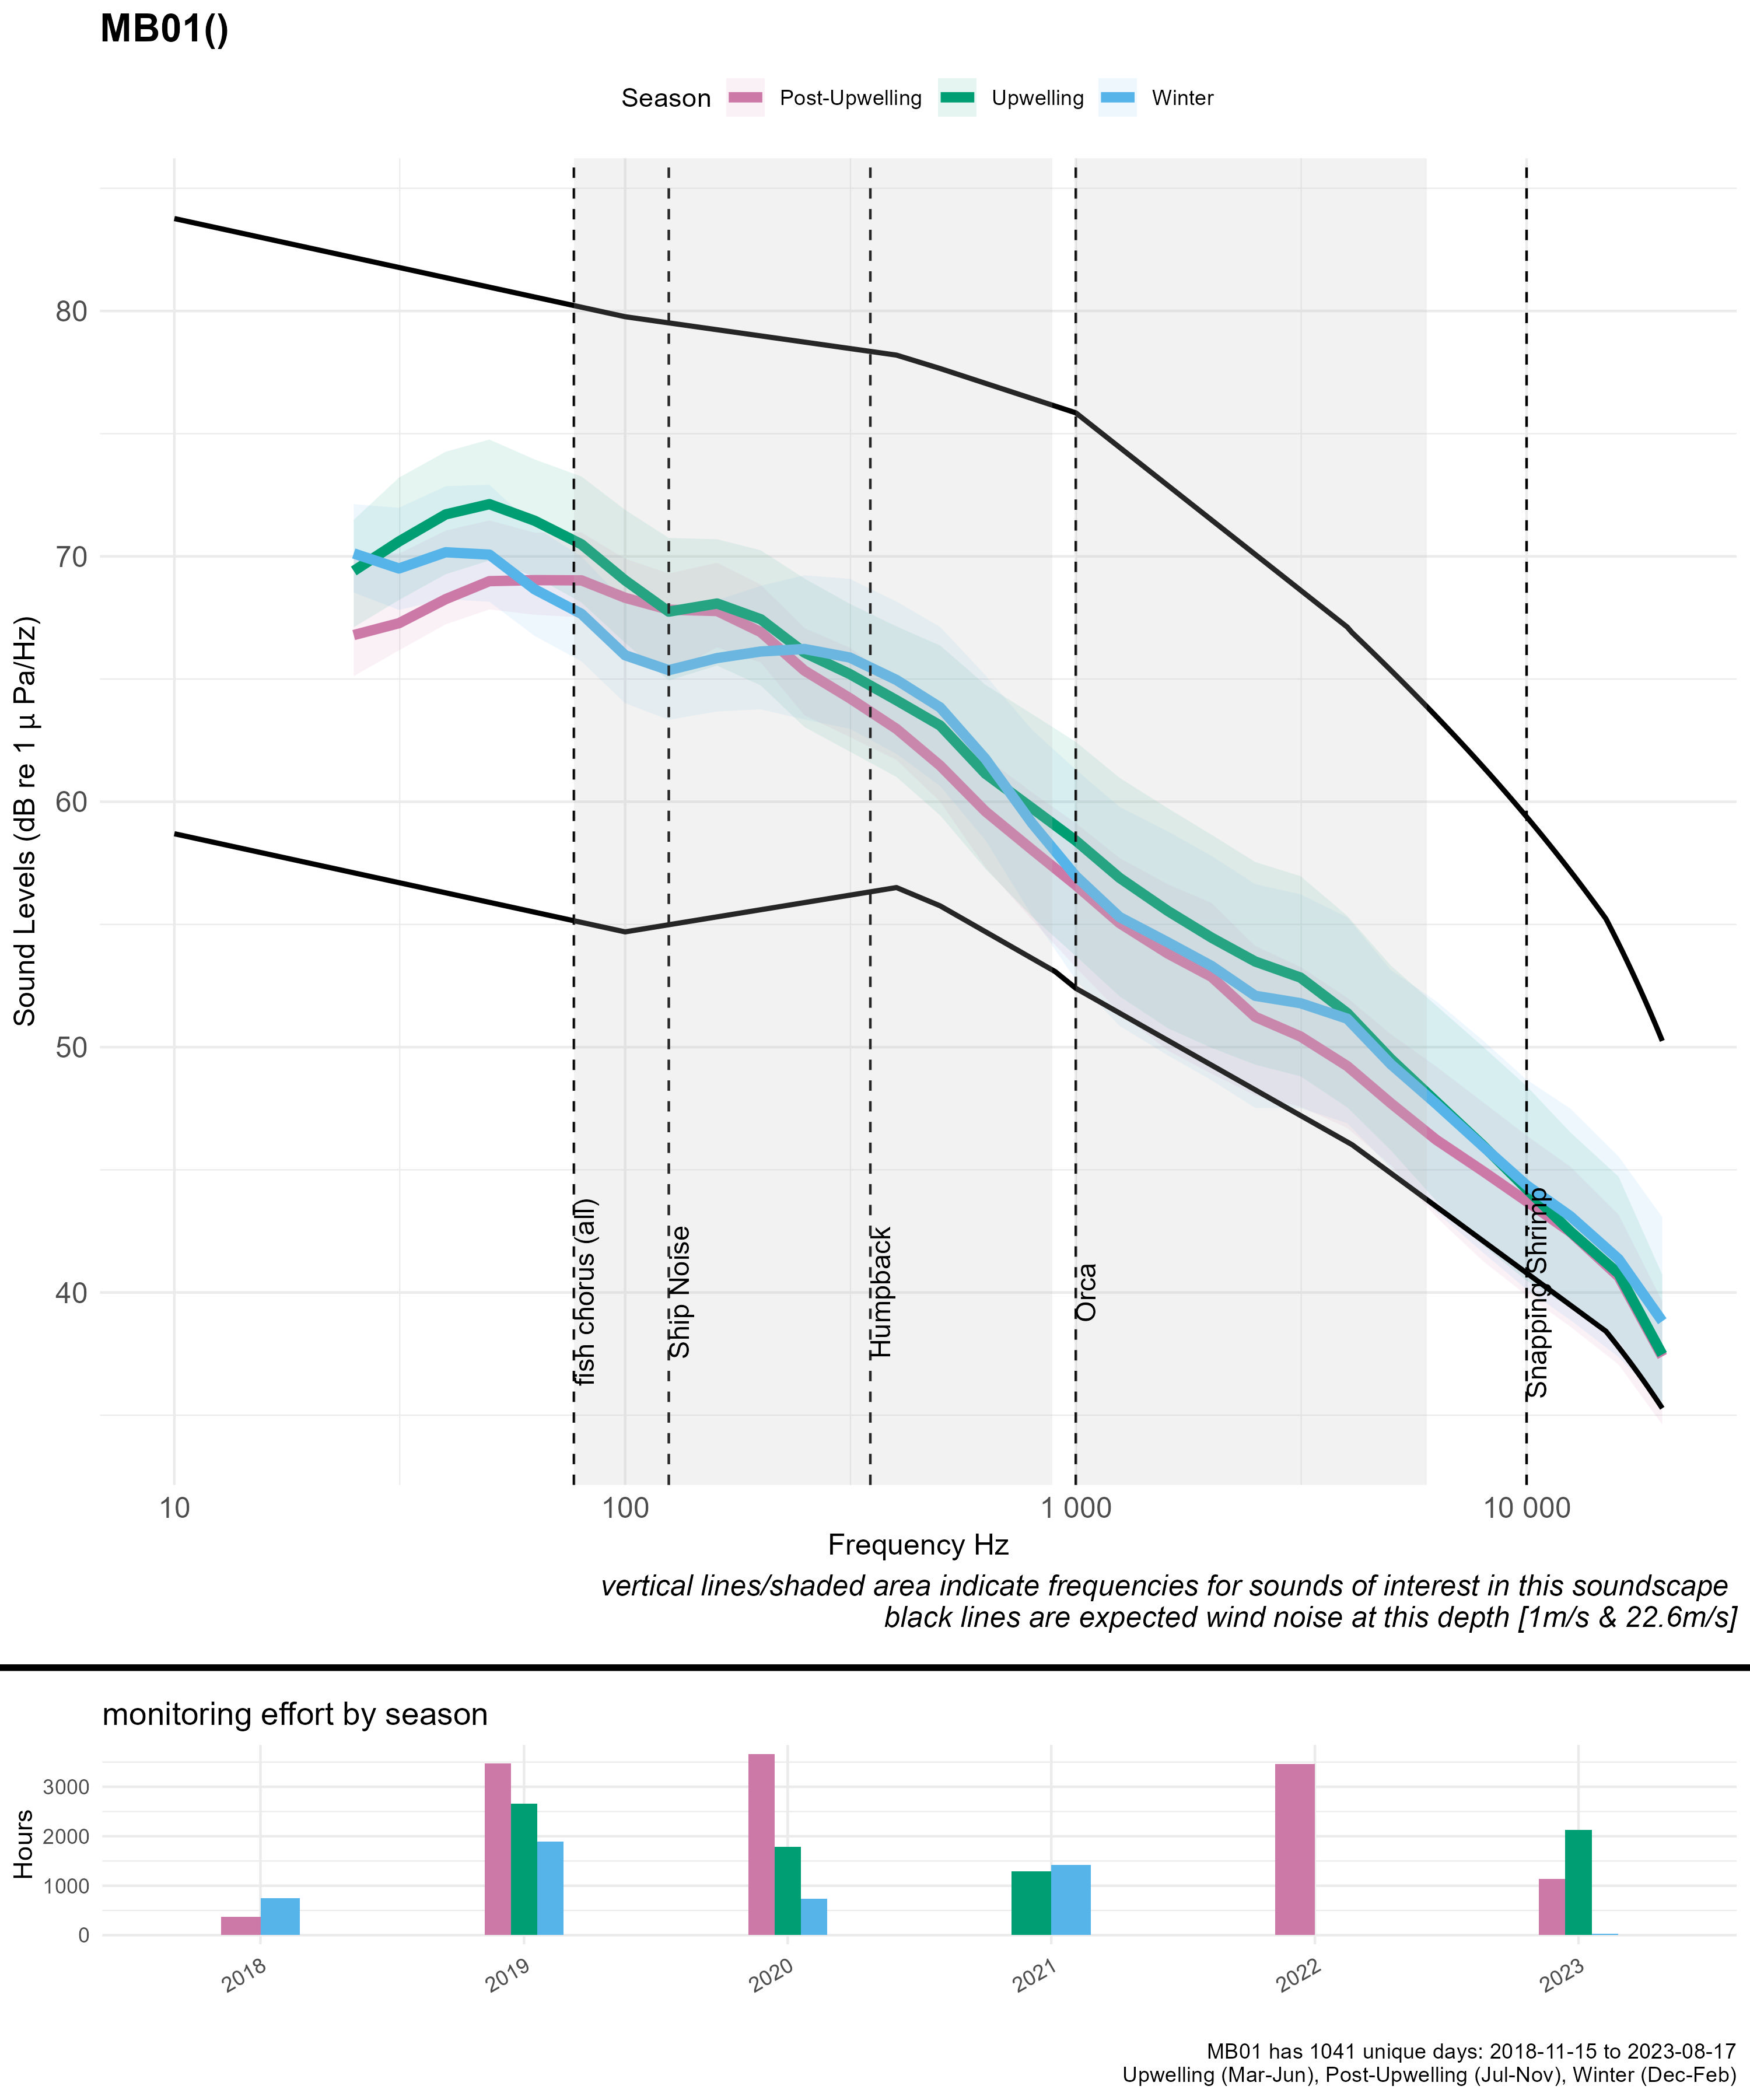 MB01()
Season Post-Upwelling Upwelling Winter
80
70
60
50
40
Sound Levels (dB re 1 µ Pa/Hz)
fish chorus (all)
Ship Noise
Humpback
Orca
Snapping Shrimp
10 100 1 000 10 000
Frequency Hz
vertical lines/shaded area indicate frequencies for sounds of interest in this soundscape
black lines are expected wind noise at this depth [1m/s & 22.6m/s]
monitoring effort by season
3000
2000
1000
0
Hours
2018 2019 2020 2021 2022 2023
MB01 has 1041 unique days: 2018-11-15 to 2023-08-17
Upwelling (Mar-Jun), Post-Upwelling (Jul-Nov), Winter (Dec-Feb)